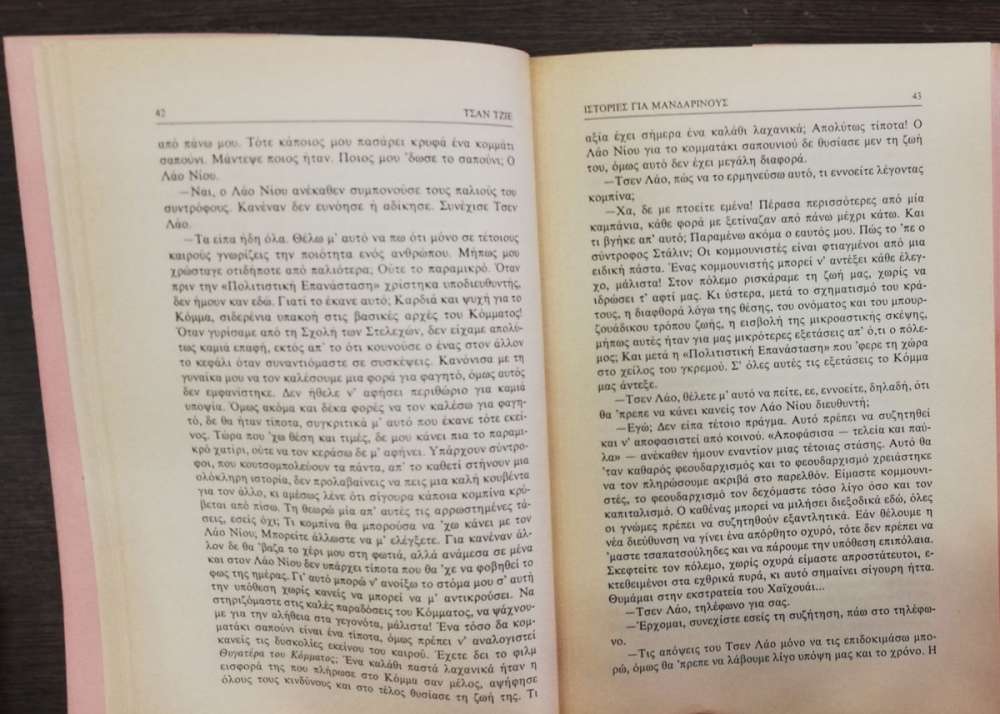 42
ΤΣΑΝ ΤΖΙΕ
από πάνω μου. Τότε κάποιος μου πασάρει κρυφά ένα κομμάτι
σαπούνι. Μάντεψε ποιος ήταν. Ποιος μου 'δωσε το σαπούνι; Ο
Λάο Νίου.
—Ναι, ο Λάο Νίου ανέκαθεν συμπονούσε τους παλιούς του
συντρόφους. Κανέναν δεν ευνόησε ή αδίκησε. Συνέχισε Τσεν
Λάο.
—Τα είπα ήδη όλα. Θέλω μ' αυτό να πω ότι μόνο σε τέτοιους
καιρούς γνωρίζεις την ποιότητα ενός ανθρώπου. Μήπως μου
χρώσταγε οτιδήποτε από παλιότερα; Ούτε το παραμικρό. Όταν
πριν την «Πολιτιστική Επανάσταση» χρίστηκα υποδιευθυντής,
δεν ήμουν καν εδώ. Γιατί το έκανε αυτό; Καρδιά και ψυχή για το
Κόμμα, σιδερένια υπακοή στις βασικές αρχές του Κόμματος!
Όταν γυρίσαμε από τη Σχολή των Στελεχών, δεν είχαμε απολύ-
τως καμιά επαφή, εκτός απ' το ότι κουνούσε ο ένας στον άλλον
το κεφάλι όταν συναντιόμαστε σε συσκέψεις. Κανόνισα με τη
γυναίκα μου να τον καλέσουμε μια φορά για φαγητό, όμως αυτός
δεν εμφανίστηκε. Δεν ήθελε ν' αφήσει περιθώριο για καμιά
υποψία. Όμως ακόμα και δέκα φορές να τον καλέσω για φαγη-
τό, δε θα ήταν τίποτα, συγκριτικά μ' αυτό που έκανε τότε εκεί-
νος. Τώρα που 'χω θέση και τιμές, δε μου κάνει πια το παραμι-
κρό χατίρι, ούτε να τον κεράσω δε μ' αφήνει. Υπάρχουν σύντρο-
φοι, που κουτσομπολεύουν τα πάντα, απ' το καθετί στήνουν μια
ολόκληρη ιστορία, δεν προλαβαίνεις να πεις μια καλή κουβέντα
για τον άλλο, κι αμέσως λένε ότι σίγουρα κάποια κομπίνα κρύ-
βεται από πίσω. Τη θεωρώ μία απ' αυτές τις αρρωστημένες τά-
σεις, εσείς όχι; Τι κομπίνα θα μπορούσα να 'χω κάνει με τον
Λάο Νίου; Μπορείτε άλλωστε να μ' ελέγξετε. Για κανέναν άλ-
λον δε θα 'βαζα το χέρι μου στη φωτιά, αλλά ανάμεσα σε μένα
και στον Λάο Νίου δεν υπάρχει τίποτα που θα 'χε να φοβηθεί το
φως της ημέρας. Γι' αυτό μπορώ ν' ανοίξω το στόμα μου σ' αυτή
την υπόθεση χωρίς κανείς να μπορεί να μ' αντικρούσει. Να
στηριζόμαστε στις καλές παραδόσεις του Κόμματος, να ψάχνου-
με για την αλήθεια στα γεγονότα, μάλιστα! Ένα τόσο δα κομ-
ματάκι σαπούνι είναι ένα τίποτα, όμως πρέπει ν' αναλογιστεί
κανείς τις δυσκολίες εκείνου του καιρού. Έχετε δει το φιλμ
Θυγατέρα του Κόμματος; Ένα καλάθι παστά λαχανικά ήταν η
εισφορά της που πλήρωσε στο Κόμμα σαν μέλος, αψήφησε
όλους τους κινδύνους και στο τέλος θυσίασε τη ζωή της. Τι
ΙΣΤΟΡΙΕΣ ΓΙΑ ΜΑΝΔΑΡΙΝΟΥΣ
43
αξία έχει σήμερα ένα καλάθι λαχανικά; Απολύτως τίποτα! Ο
Λάο Νίου για το κομματάκι σαπουνιού δε θυσίασε μεν τη ζωή
του, όμως αυτό δεν έχει μεγάλη διαφορά.
—Τσεν Λάο, πώς να το ερμηνεύσω αυτό, τι εννοείτε λέγοντας
κομπίνα;
—Χα, δε με πτοείτε εμένα! Πέρασα περισσότερες από μία
καμπάνια, κάθε φορά με ξετίναζαν από πάνω μέχρι κάτω. Και
τι βγήκε απ' αυτό; Παραμένω ακόμα ο εαυτός μου. Πώς το 'πε ο
σύντροφος Στάλιν; Οι κομμουνιστές είναι φτιαγμένοι από μια
ειδική πάστα. Ένας κομμουνιστής μπορεί ν' αντέξει κάθε έλεγ-
χο, μάλιστα! Στον πόλεμο ρισκάραμε τη ζωή μας, χωρίς να
ιδρώσει τ' αφτί μας. Κι ύστερα, μετά το σχηματισμό του κρά-
τους, η διαφθορά λόγω της θέσης, του ονόματος και του μπουρ-
ζουάδικου τρόπου ζωής, η εισβολή της μικροαστικής σκέψης,
μήπως αυτές ήταν για μας μικρότερες εξετάσεις απ' ό,τι ο πόλε-
μος; Και μετά η «Πολιτιστική Επανάσταση» που 'φερε τη χώρα
στο χείλος του γκρεμού. Σ' όλες αυτές τις εξετάσεις το Κόμμα
μας άντεξε.
—Τσεν Λάο, θέλετε μ' αυτό να πείτε, εε, εννοείτε, δηλαδή, ότι
θα 'πρεπε να κάνει κανείς τον Λάο Νίου διευθυντή;
—Εγώ; Δεν είπα τέτοιο πράγμα. Αυτό πρέπει να συζητηθεί
και ν' αποφασιστεί από κοινού. «Αποφάσισα — τελεία και παύ-
λα» — ανέκαθεν ήμουν εναντίον μιας τέτοιας στάσης. Αυτό θα
'ταν καθαρός φεουδαρχισμός και το φεουδαρχισμό χρειάστηκε
να τον πληρώσουμε ακριβά στο παρελθόν. Είμαστε κομμουνι-
στές, το φεουδαρχισμό τον δεχόμαστε τόσο λίγο όσο και τον
καπιταλισμό. Ο καθένας μπορεί να μιλήσει διεξοδικά εδώ, όλες
οι γνώμες πρέπει να συζητηθούν εξαντλητικά. Εάν θέλουμε η
νέα διεύθυνση να γίνει ένα απόρθητο οχυρό, τότε δεν πρέπει να
'μαστε τσαπατσούληδες και να πάρουμε την υπόθεση επιπόλαια.
Σκεφτείτε τον πόλεμο, χωρίς οχυρά είμαστε απροστάτευτοι, ε-
κτεθειμένοι στα εχθρικά πυρά, κι αυτό σημαίνει σίγουρη ήττα.
Θυμάμαι στην εκστρατεία του Χαϊχουάι...
—Τσεν Λάο, τηλέφωνο για σας.
—Έρχομαι, συνεχίστε εσείς τη συζήτηση, πάω στο τηλέφω-
νο.
—Τις απόψεις του Τσεν Λάο μόνο να τις επιδοκιμάσω μπο-
ρώ, όμως θα 'πρεπε να λάβουμε λίγο υπόψη μας και το χρόνο. Η